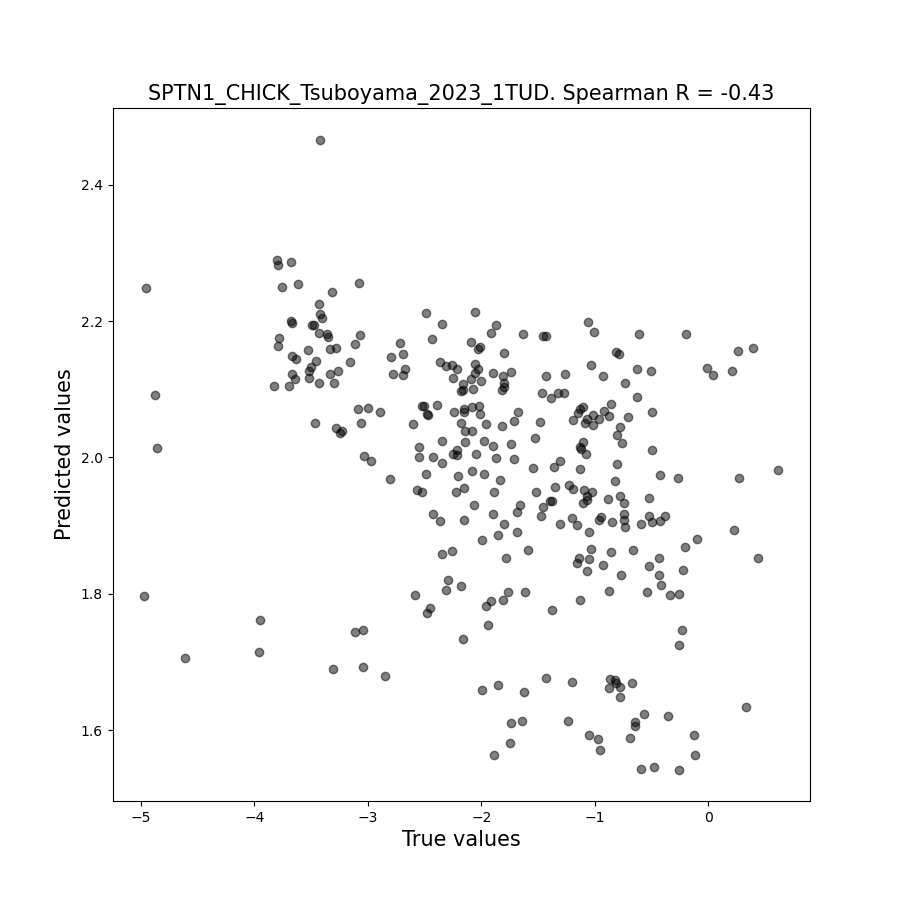 SPTN1_CHICK_Tsuboyama_2023_1TUD. Spearman R = -0.43
Predicted values
2.4
2.2
2.0
1.8
1.6
−5 −4 −3 −2 −1 0
True values